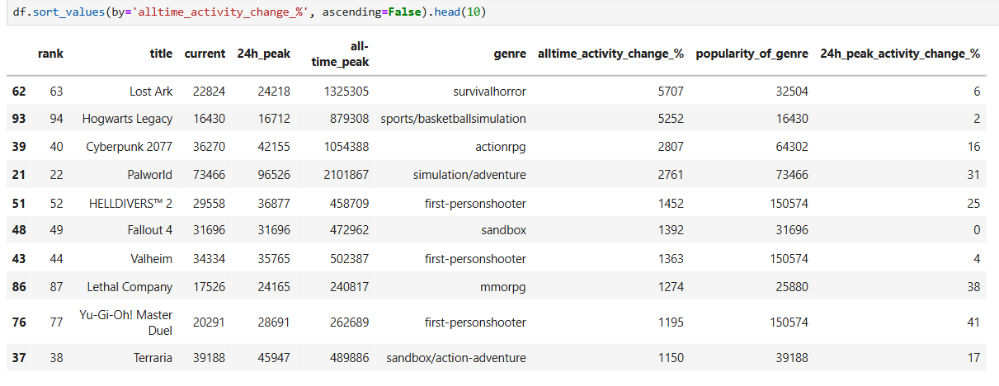 df.sort_values(by='alltime_activity_change_%', ascending=False).head(10)
rank title current 24h_peak all-time_peak genre alltime_activity_change_% popularity_of_genre 24h_peak_activity_change_%
62 63 Lost Ark 22824 24218 1325305 survivalhorror 5707 32504 6
93 94 Hogwarts Legacy 16430 16712 879308 sports/basketballsimulation 5252 16430 2
39 40 Cyberpunk 2077 36270 42155 1054388 actionrpg 2807 64302 16
21 22 Palworld 73466 96526 2101867 simulation/adventure 2761 73466 31
51 52 HELLDIVERS™ 2 29558 36877 458709 first-personshooter 1452 150574 25
48 49 Fallout 4 31696 31696 472962 sandbox 1392 31696 0
43 44 Valheim 34334 35765 502387 first-personshooter 1363 150574 4
86 87 Lethal Company 17526 24165 240817 mmorpg 1274 25880 38
76 77 Yu-Gi-Oh! Master Duel 20291 28691 262689 first-personshooter 1195 150574 41
37 38 Terraria 39188 45947 489886 sandbox/action-adventure 1150 39188 17